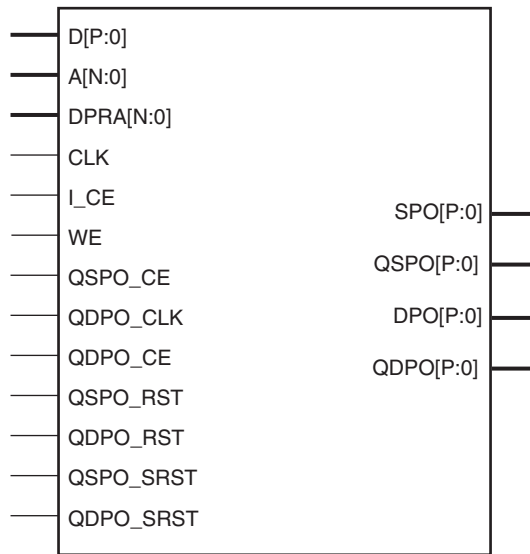 D[P:0]
A[N:0]
DPRA[N:0]
CLK
I_CE
WE
QSPO_CE
QDPO_CLK
QDPO_CE
QSPO_RST
QDPO_RST
QSPO_SRST
QDPO_SRST
SPO[P:0]
QSPO[P:0]
DPO[P:0]
QDPO[P:0]